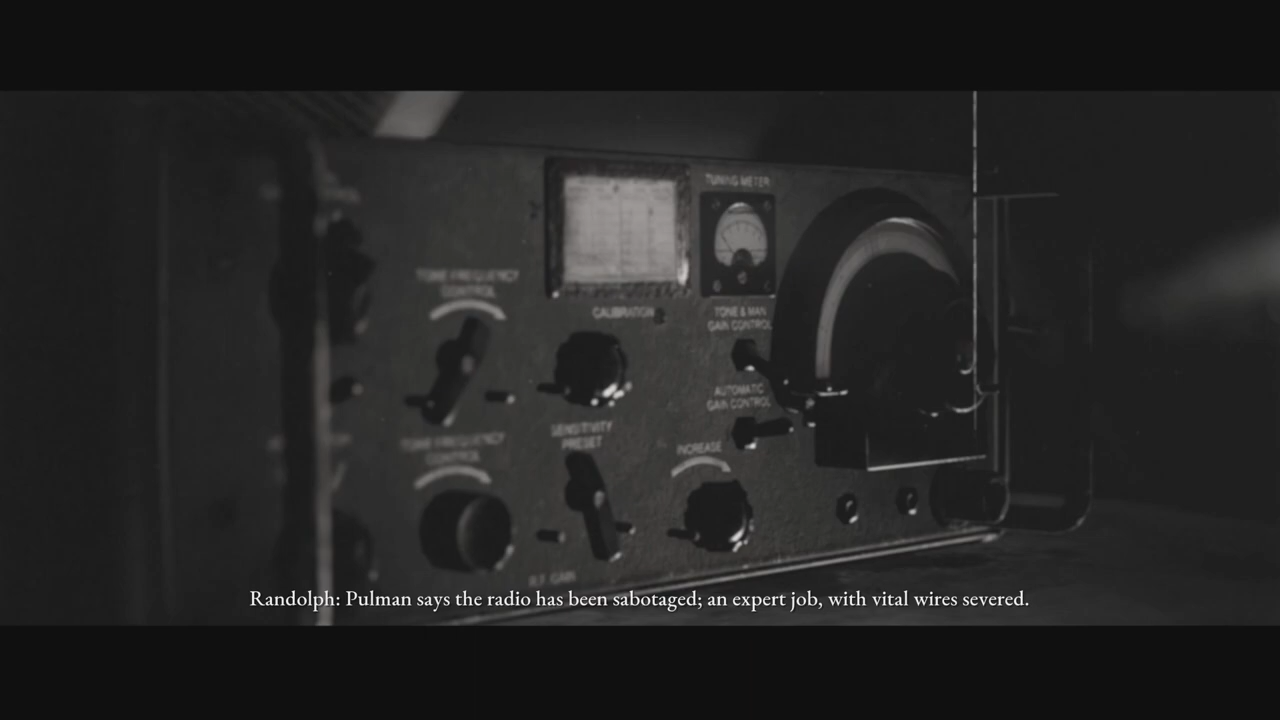 TUNING METER
TONE FREQUENCY
CONTROL
CALIBRATION
TONE & MAN
GAIN CONTROL
AUTOMATIC
GAIN CONTROL
TONE FREQUENCY
CONTROL
SENSITIVITY
PRESET
INCREASE
R.F. GAIN
Randolph: Pulman says the radio has been sabotaged; an expert job, with vital wires severed.